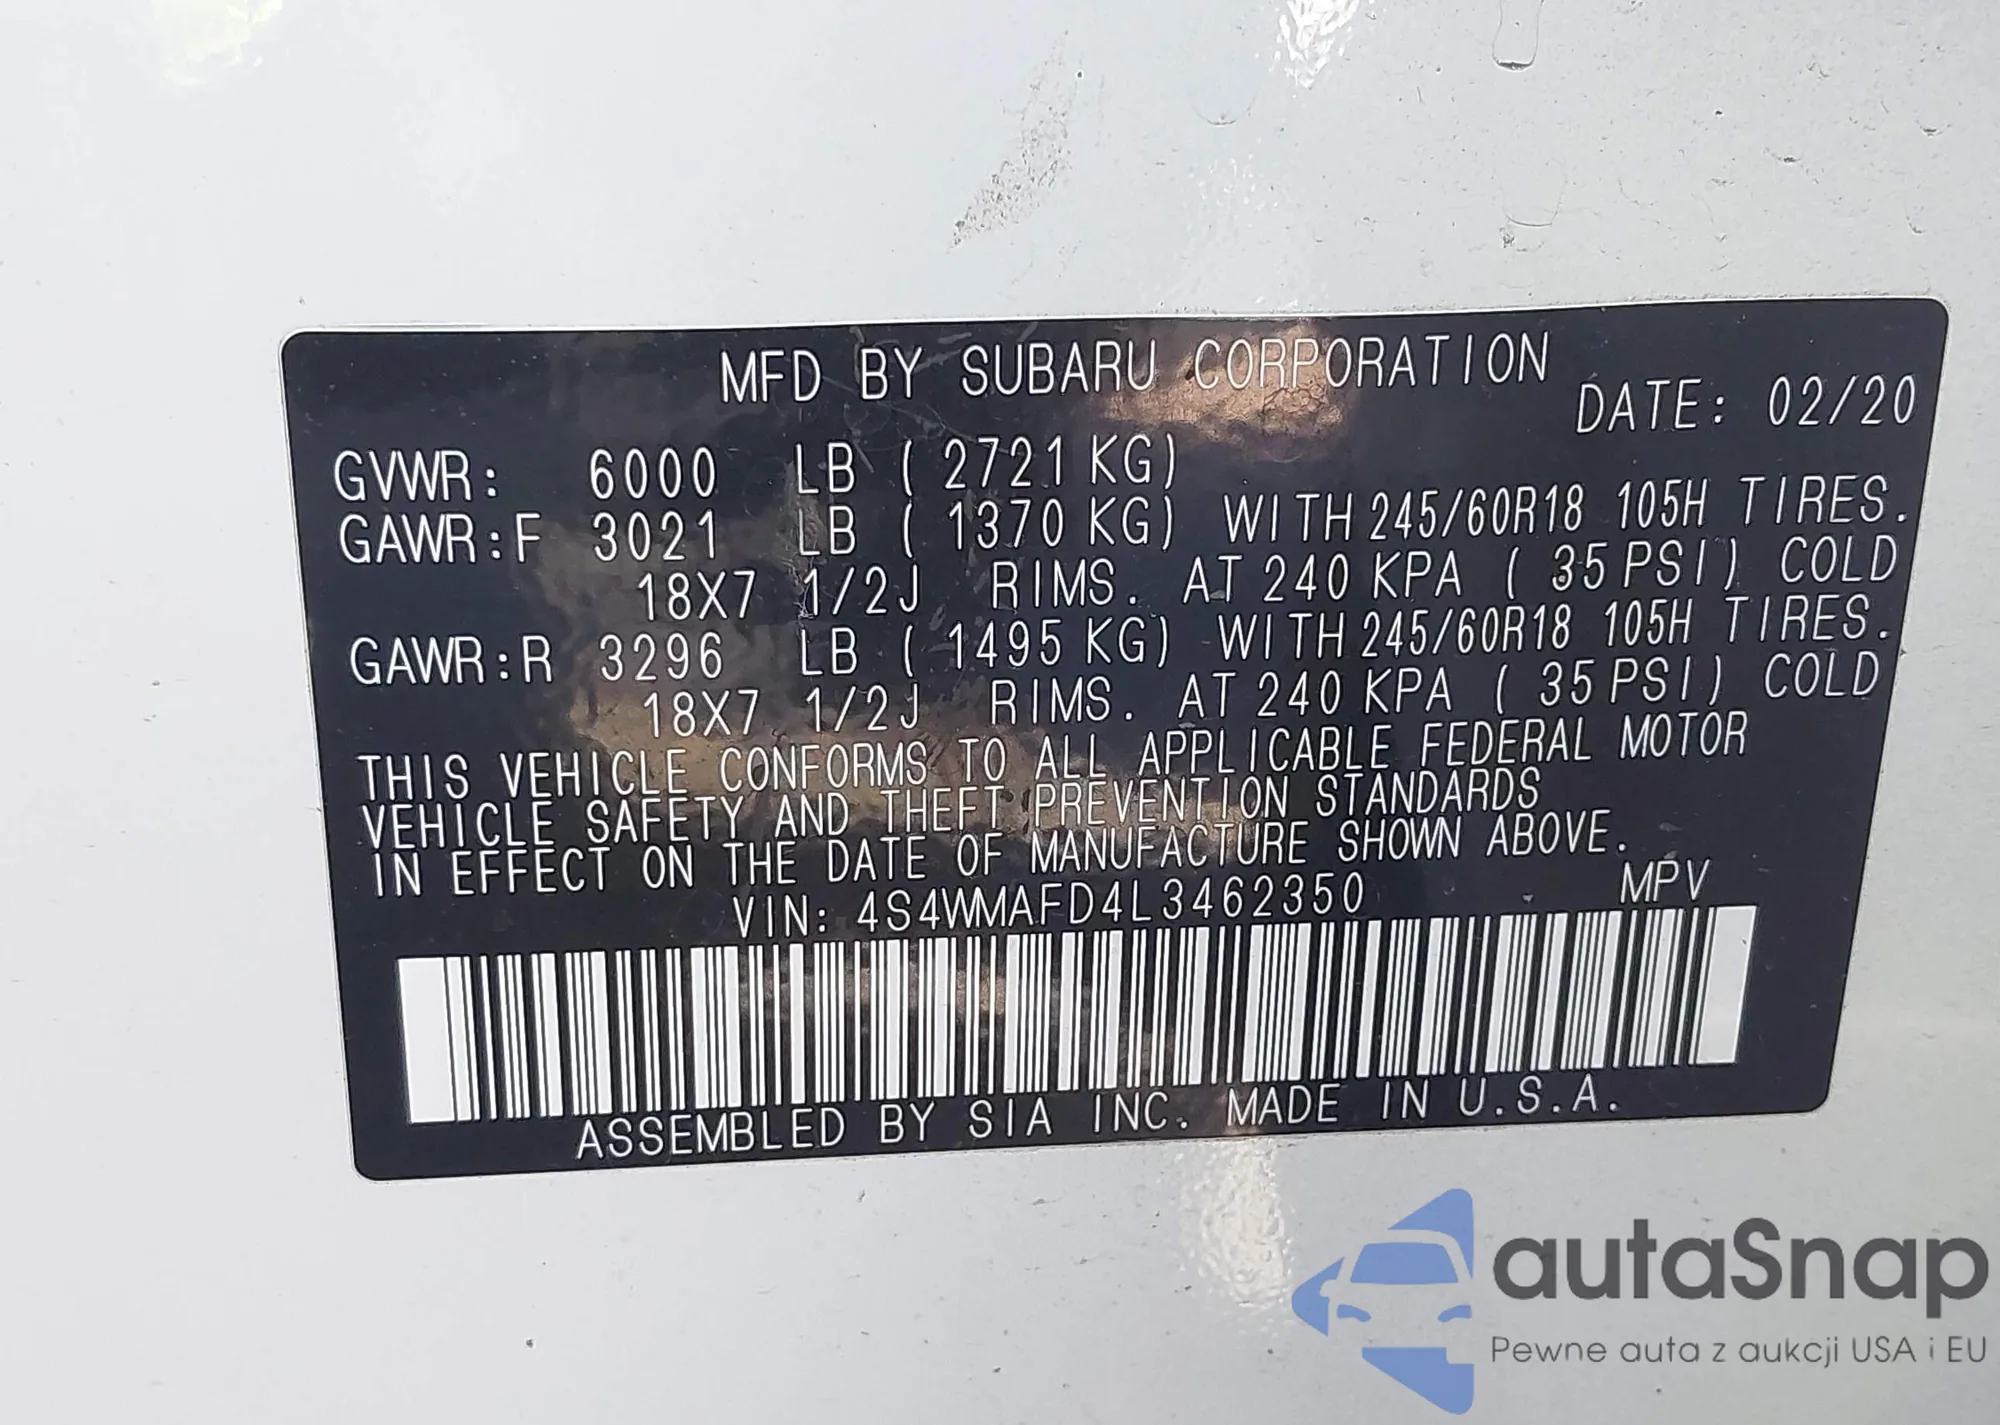 MFD BY SUBARU CORPORATION
DATE: 02/20
GVWR: 6000 LB ( 2721 KG)
GAWR:F 3021 LB ( 1370 KG) WITH 245/60R18 105H TIRES.
18X7 1/2J RIMS. AT 240 KPA ( 35 PSI) COLD
GAWR:R 3296 LB ( 1495 KG) WITH 245/60R18 105H TIRES.
18X7 1/2J RIMS. AT 240 KPA ( 35 PSI) COLD
THIS VEHICLE CONFORMS TO ALL APPLICABLE FEDERAL MOTOR
VEHICLE SAFETY AND THEFT PREVENTION STANDARDS
IN EFFECT ON THE DATE OF MANUFACTURE SHOWN ABOVE.
VIN: 4S4WMAFD4L3462350 MPV
ASSEMBLED BY SIA INC. MADE IN U.S.A.
autaSnap
Pewne auta z aukcji USA i EU